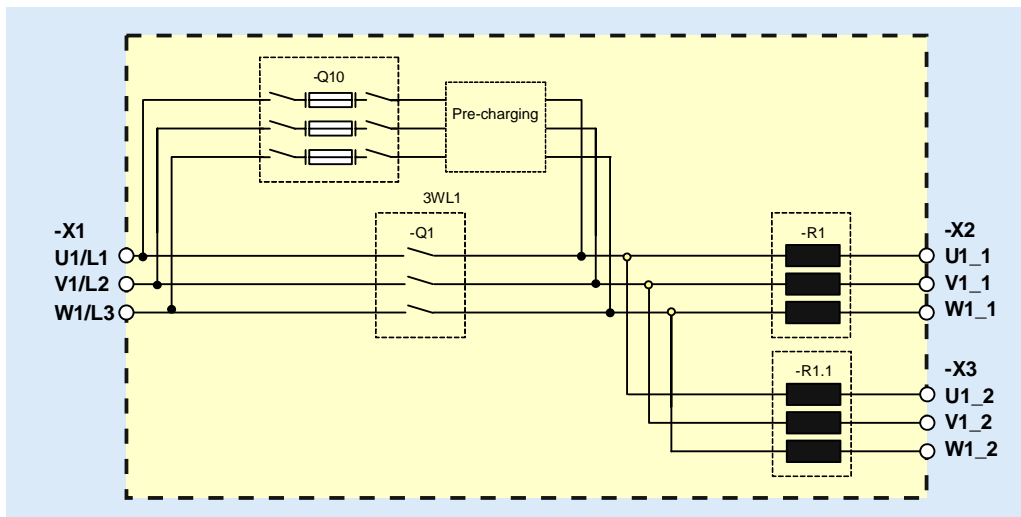 -Q10
Pre-charging
3WL1
-Q1
-X1
U1/L1
V1/L2
W1/L3
-R1
-X2
U1_1
V1_1
W1_1
-R1.1
-X3
U1_2
V1_2
W1_2